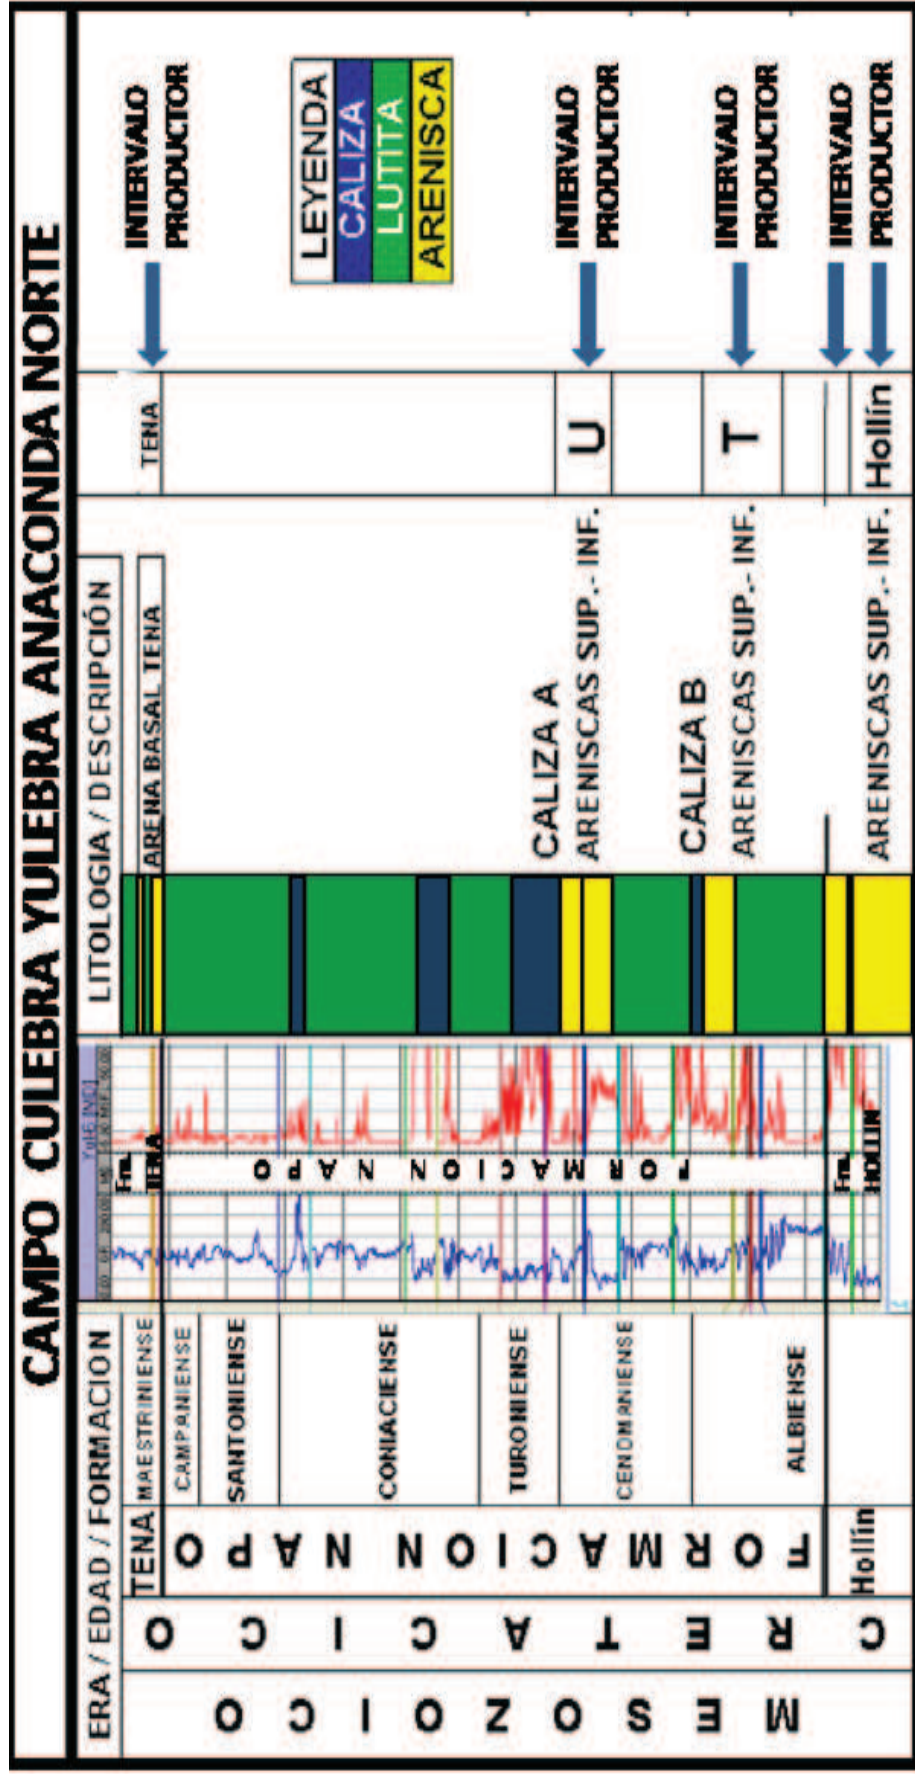 CAMPO CULEBRA YULEBRA ANACONDA NORTE
ERA / EDAD / FORMACION
LITOLOGIA / DESCRIPCIÓN
MESOZOICO
CRETACICO
TENA
FORMACION NAPO
Hollín
MAESTRINIENSE
CAMPANIENSE
SANTONIENSE
CONIACIENSE
TURONIENSE
CENOMANIENSE
ALBIENSE
Fm.
TENA
FORMACION NAPO
Fm.
HOLLIN
ARENA BASAL TENA
CALIZA A
ARENISCAS SUP.- INF.
CALIZA B
ARENISCAS SUP.- INF.
ARENISCAS SUP.- INF.
TENA
U
T
Hollín
INTERVALO
PRODUCTOR
LEYENDA
CALIZA
LUTITA
ARENISCA
INTERVALO
PRODUCTOR
INTERVALO
PRODUCTOR
INTERVALO
PRODUCTOR